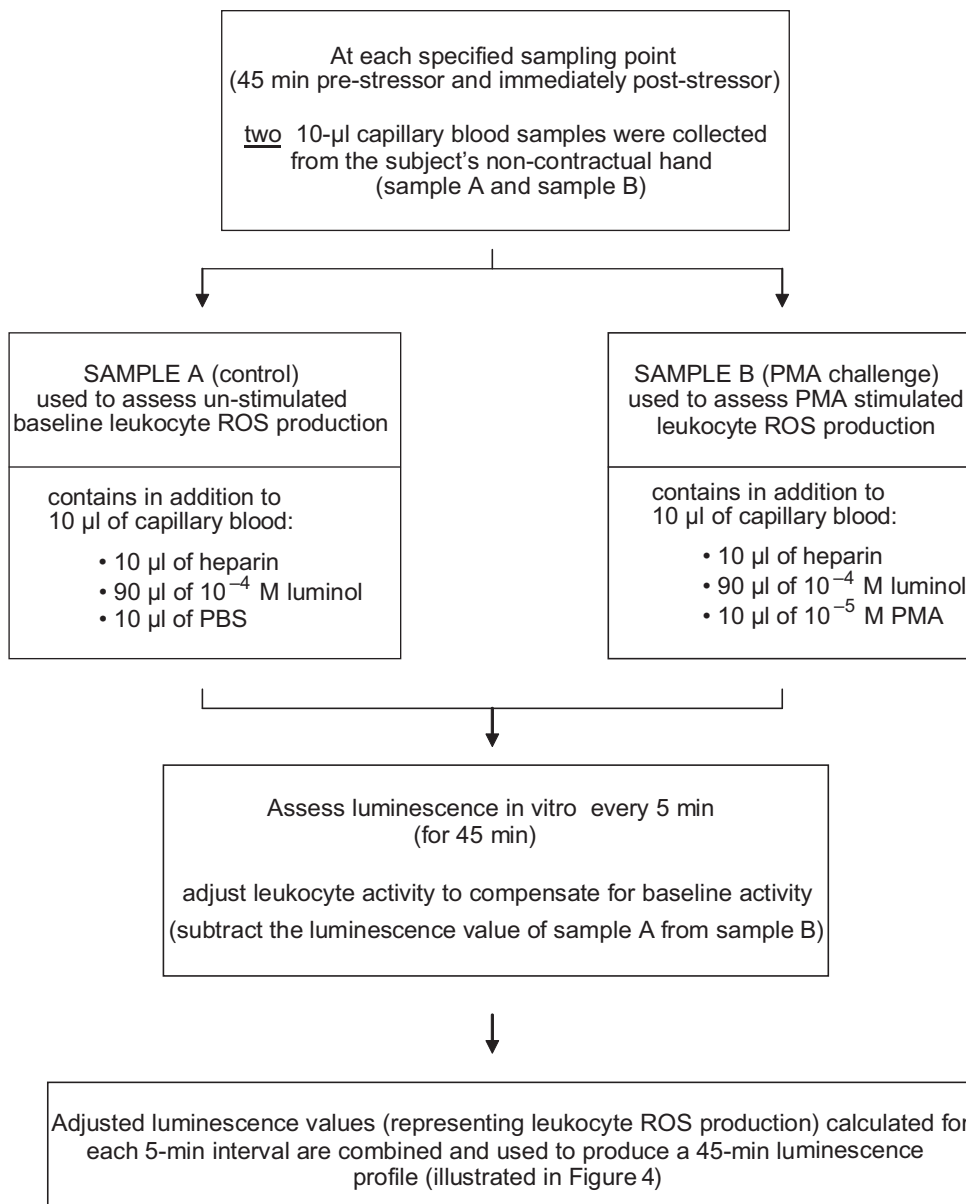 At each specified sampling point
(45 min pre-stressor and immediately post-stressor)
two 10-µl capillary blood samples were collected
from the subject's non-contractual hand
(sample A and sample B)
SAMPLE A (control)
used to assess un-stimulated
baseline leukocyte ROS production
contains in addition to
10 µl of capillary blood:
• 10 µl of heparin
• 90 µl of 10⁻⁴ M luminol
• 10 µl of PBS
SAMPLE B (PMA challenge)
used to assess PMA stimulated
leukocyte ROS production
contains in addition to
10 µl of capillary blood:
• 10 µl of heparin
• 90 µl of 10⁻⁴ M luminol
• 10 µl of 10⁻⁵ M PMA
Assess luminescence in vitro every 5 min
(for 45 min)
adjust leukocyte activity to compensate for baseline activity
(subtract the luminescence value of sample A from sample B)
Adjusted luminescence values (representing leukocyte ROS production) calculated for
each 5-min interval are combined and used to produce a 45-min luminescence
profile (illustrated in Figure 4)